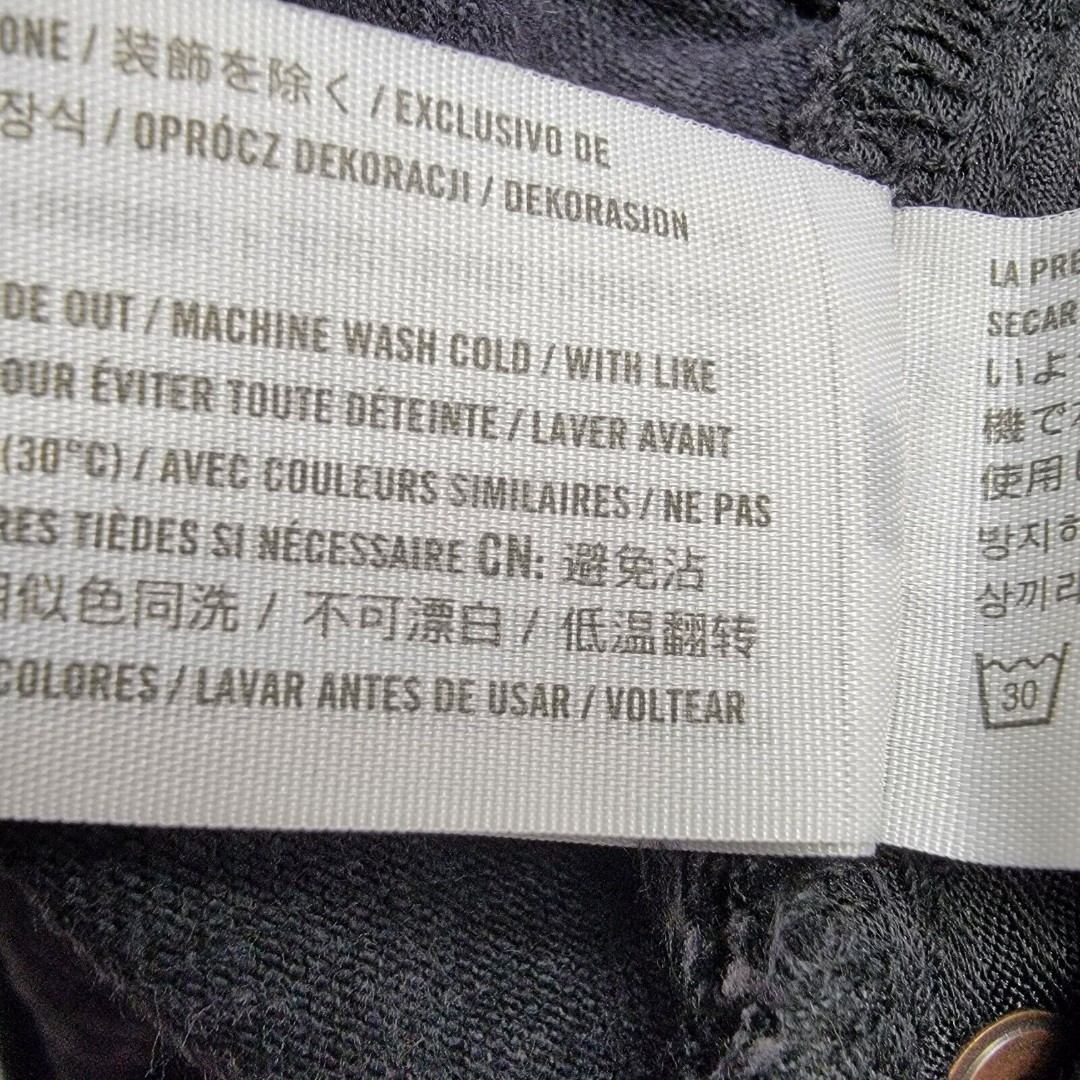 ONE / 装飾を除く / EXCLUSIVO DE
장식 / OPRÓCZ DEKORACJI / DEKORASJON
DE OUT / MACHINE WASH COLD / WITH LIKE
OUR ÉVITER TOUTE DÉTEINTE / LAVER AVANT
(30°C) / AVEC COULEURS SIMILAIRES / NE PAS
RES TIÈDES SI NÉCESSAIRE CN: 避免沾
相似色同洗 / 不可漂白 / 低温翻转
COLORES / LAVAR ANTES DE USAR / VOLTEAR
LA PRE
SECAR
いよ
機で
使用
방지하
상끼리
30